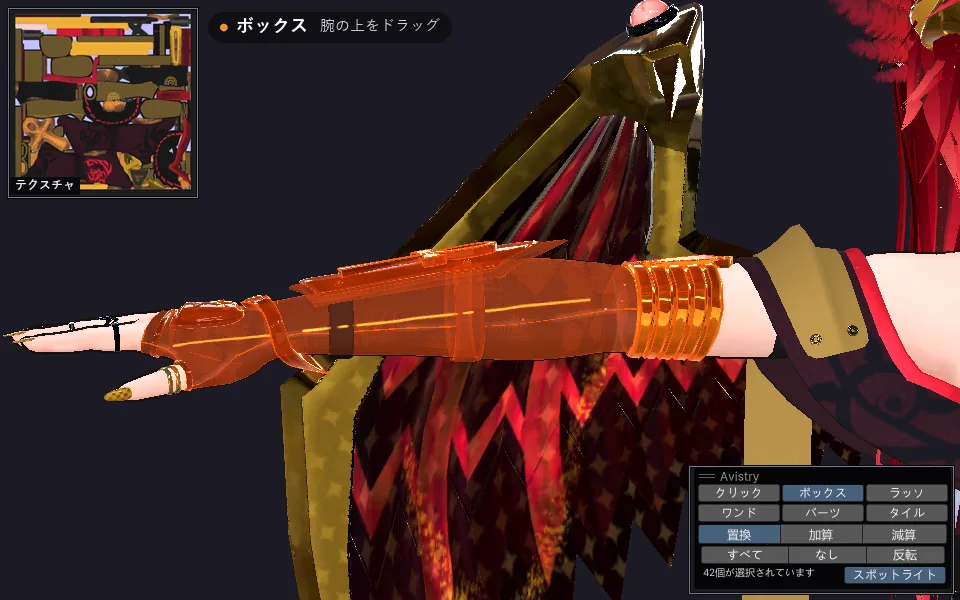 ボックス 腕の上をドラッグ
テクスチャ
Avistry
クリック ボックス ラッソ
ワンド パーツ タイル
置換 加算 減算
すべて なし 反転
42個が選択されています スポットライト